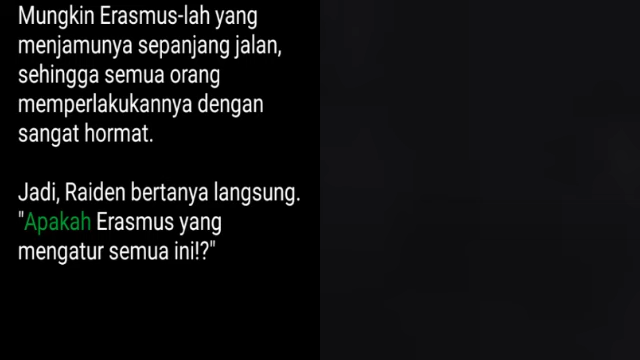 Mungkin Erasmus-lah yang
menjamunya sepanjang jalan,
sehingga semua orang
memperlakukannya dengan
sangat hormat.
Jadi, Raiden bertanya langsung.
"Apakah Erasmus yang
mengatur semua ini!?"